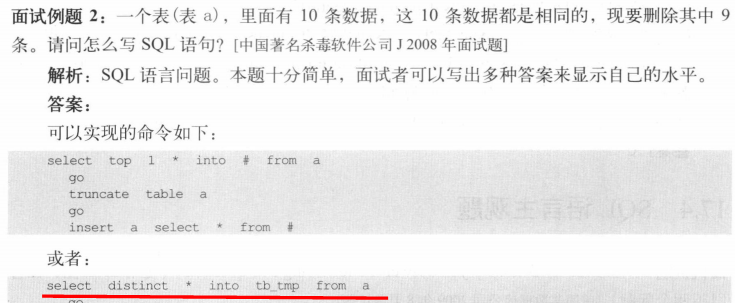 面试例题 2：一个表(表 a)，里面有 10 条数据，这 10 条数据都是相同的，现要删除其中 9
条。请问怎么写 SQL 语句？[中国著名杀毒软件公司 J 2008 年面试题]
解析：SQL 语言问题。本题十分简单，面试者可以写出多种答案来显示自己的水平。
答案：
可以实现的命令如下：
select top 1 * into # from a
go
truncate table a
go
insert a select * from #
或者：
select distinct * into tb_tmp from a
go